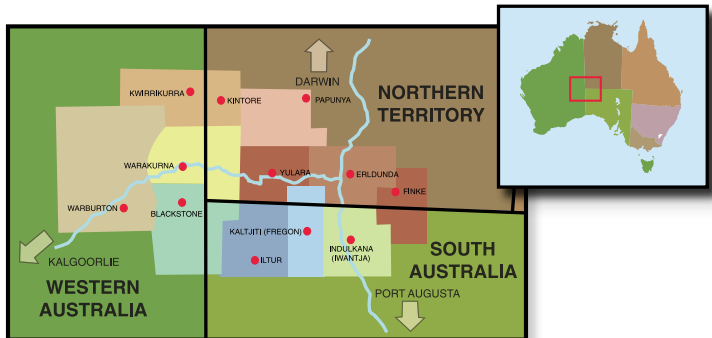 DARWIN
NORTHERN
TERRITORY
KWIRRIKURRA
KINTORE
PAPUNYA
WARAKURNA
YULARA
ERLDUNDA
FINKE
WARBURTON
BLACKSTONE
KALTJITI (FREGON)
INDULKANA
(IWANTJA)
ILTUR
KALGOORLIE
WESTERN
AUSTRALIA
SOUTH
AUSTRALIA
PORT AUGUSTA